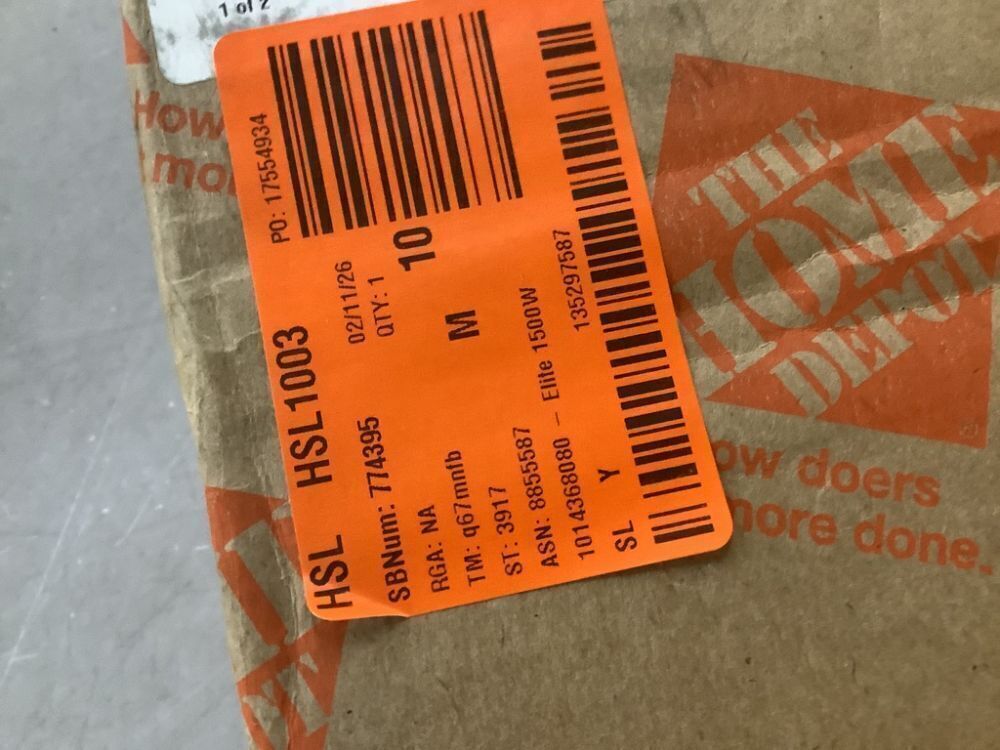 1 of 2
HSL HSL1003
SBNum: 774395 02/11/26
RGA: NA QTY: 1
PO: 17554934
TM: q67mnfb
10
ST: 3917 M
ASN: 8855587
1014368080 – Elite 1500W
SL Y 135297587
How
THE
HOME
DEPOT
How doers
more done.